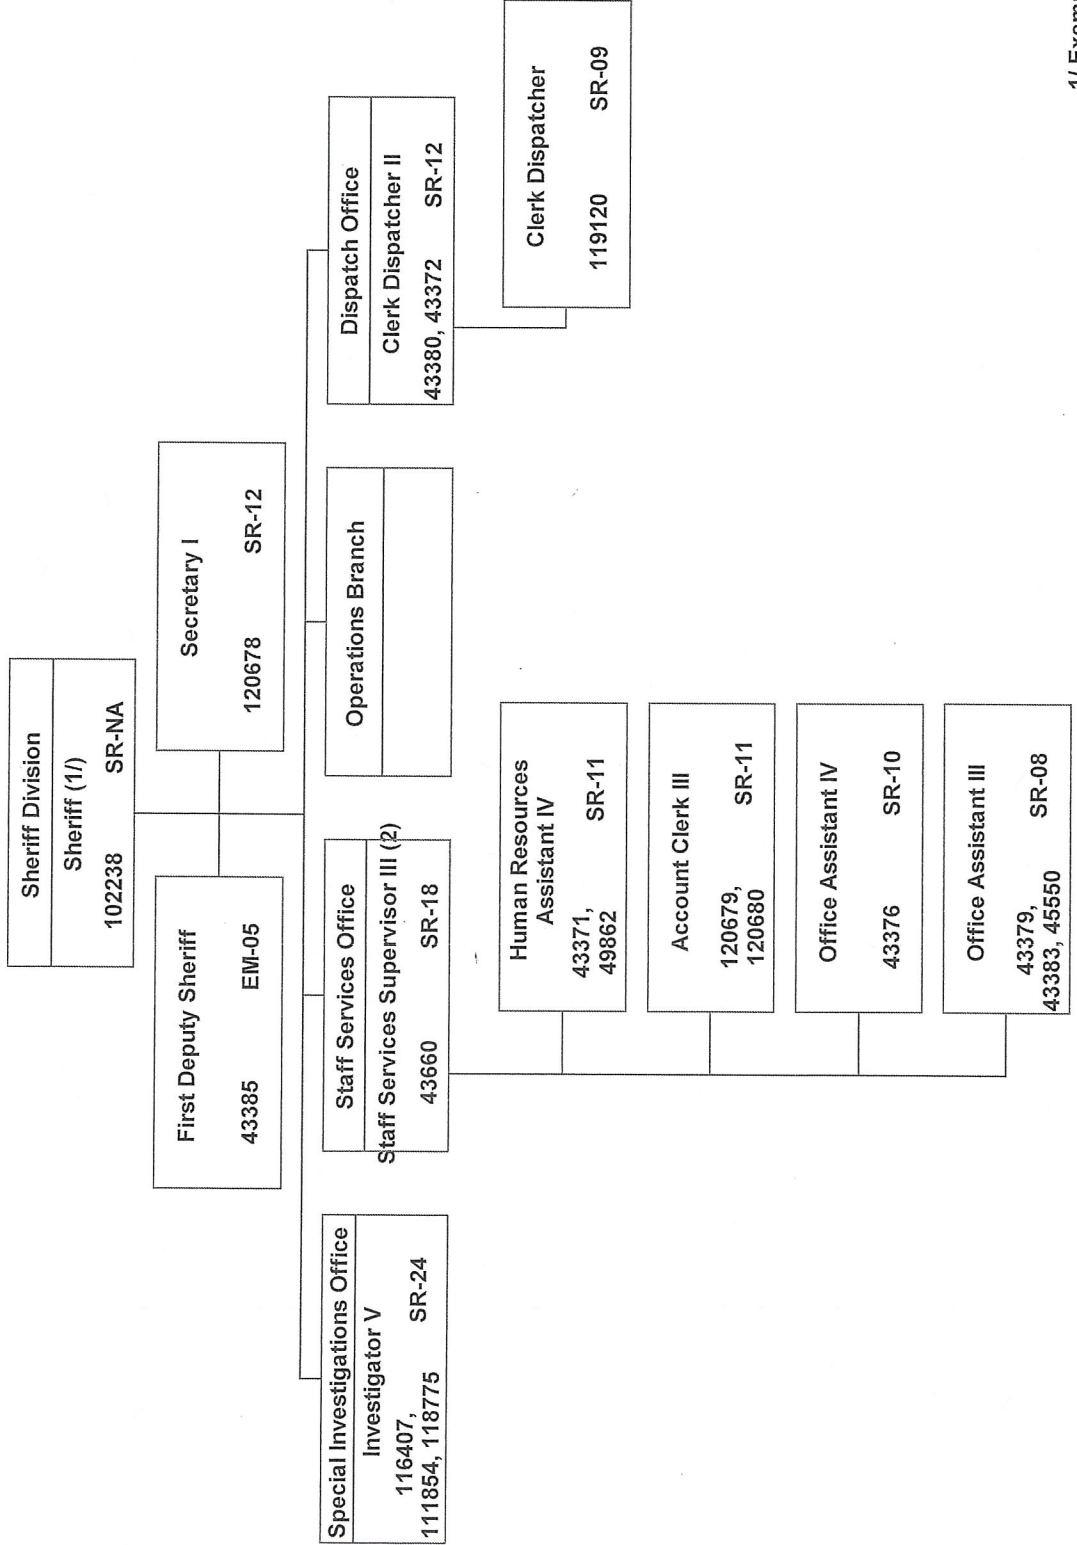 Sheriff Division
Sheriff (1/)
102238 SR-NA
First Deputy Sheriff
43385 EM-05
Secretary I
120678 SR-12
Special Investigations Office
Investigator V
116407,
111854, 118775 SR-24
Staff Services Office
Staff Services Supervisor III (2)
43660 SR-18
Operations Branch
Dispatch Office
Clerk Dispatcher II
43380, 43372 SR-12
Human Resources
Assistant IV
43371,
49862 SR-11
Account Clerk III
120679,
120680 SR-11
Office Assistant IV
43376 SR-10
Office Assistant III
43379,
43383, 45550 SR-08
Clerk Dispatcher
119120 SR-09
1/